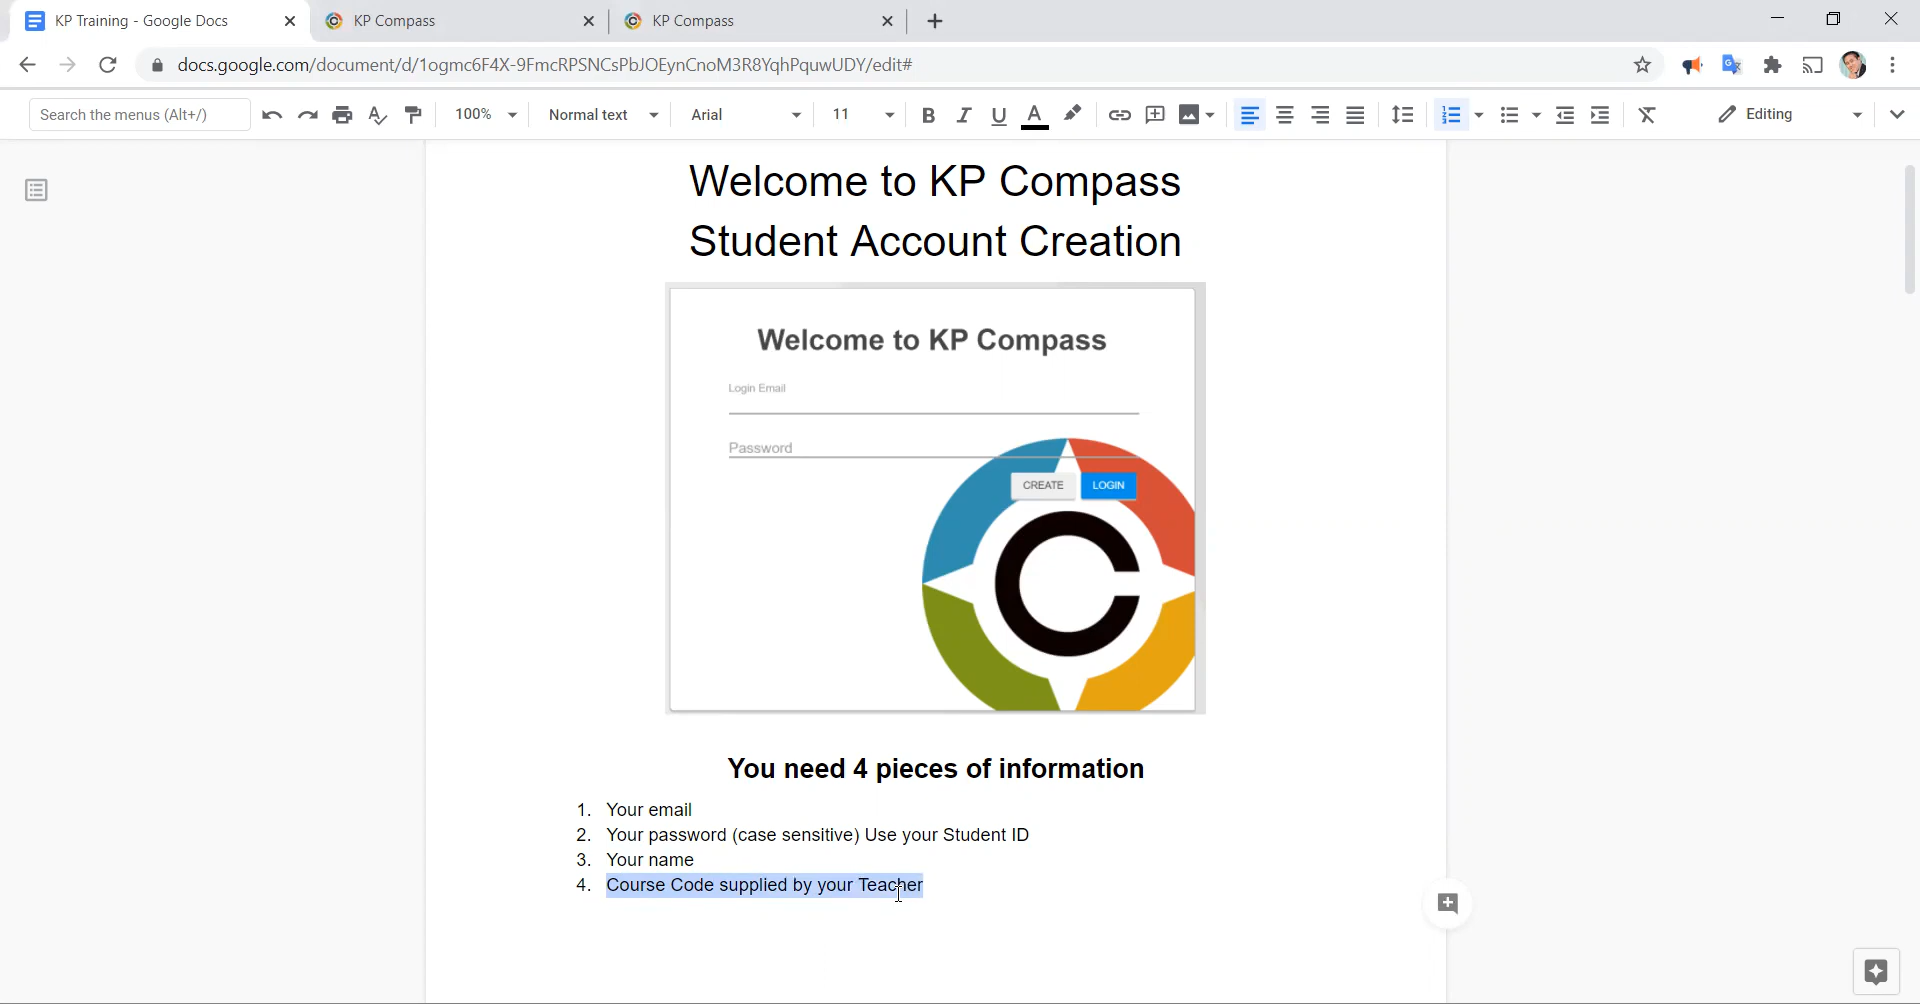 KP Training - Google Docs
KP Compass
KP Compass
docs.google.com/document/d/1ogmc6F4X-9FmcRPSNCsPbJOEynCnoM3R8YqhPquwUDY/edit#
Search the menus (Alt+/)
100%
Normal text
Arial
11
Editing
Welcome to KP Compass
Student Account Creation
Welcome to KP Compass
Login Email
Password
CREATE
LOGIN
You need 4 pieces of information
1. Your email
2. Your password (case sensitive) Use your Student ID
3. Your name
4. Course Code supplied by your Teacher